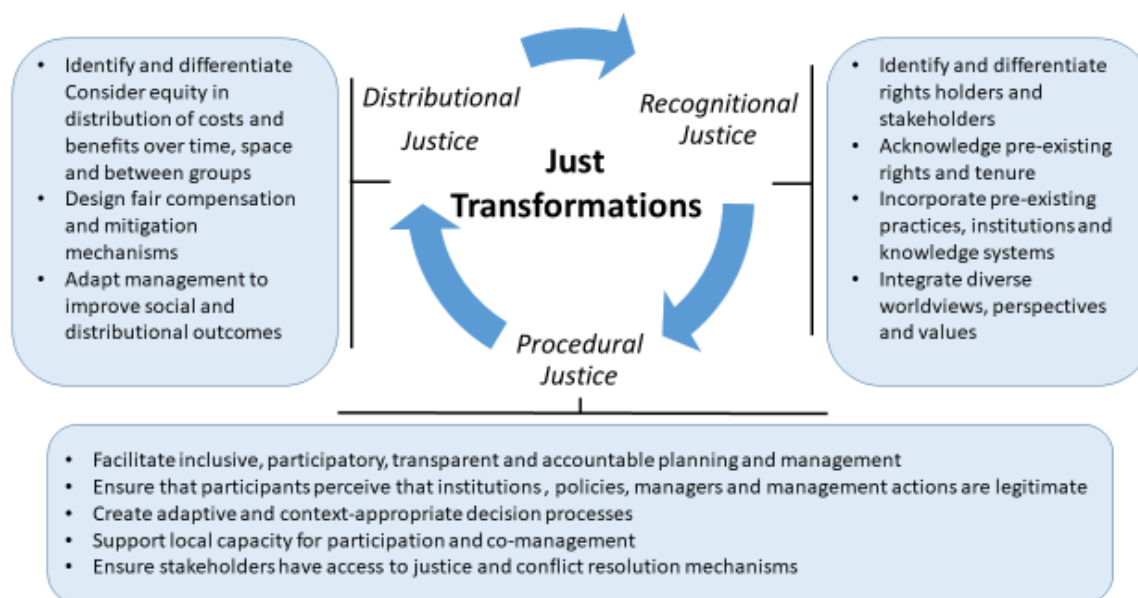 • Identify and differentiate
Consider equity in
distribution of costs and
benefits over time, space
and between groups
• Design fair compensation
and mitigation
mechanisms
• Adapt management to
improve social and
distributional outcomes
Distributional
Justice
Just
Transformations
Recognitional
Justice
• Identify and differentiate
rights holders and
stakeholders
• Acknowledge pre-existing
rights and tenure
• Incorporate pre-existing
practices, institutions and
knowledge systems
• Integrate diverse
worldviews, perspectives
and values
Procedural
Justice
• Facilitate inclusive, participatory, transparent and accountable planning and management
• Ensure that participants perceive that institutions , policies, managers and management actions are legitimate
• Create adaptive and context-appropriate decision processes
• Support local capacity for participation and co-management
• Ensure stakeholders have access to justice and conflict resolution mechanisms